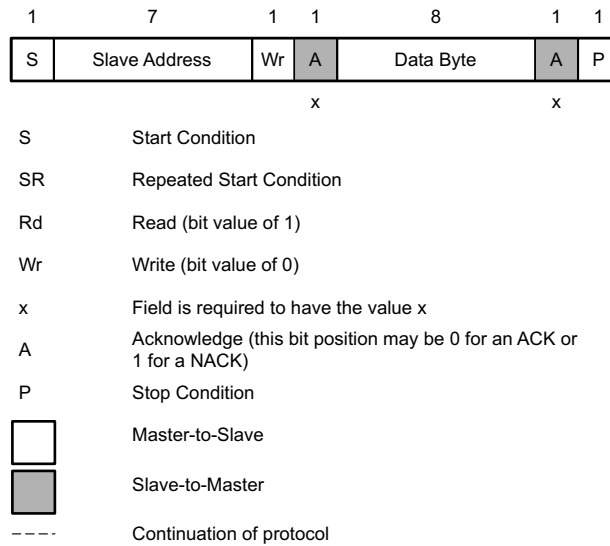 1 7 1 1 8 1 1
S Slave Address Wr A Data Byte A P
x x
S Start Condition
SR Repeated Start Condition
Rd Read (bit value of 1)
Wr Write (bit value of 0)
x Field is required to have the value x
A Acknowledge (this bit position may be 0 for an ACK or
1 for a NACK)
P Stop Condition
Master-to-Slave
Slave-to-Master
Continuation of protocol